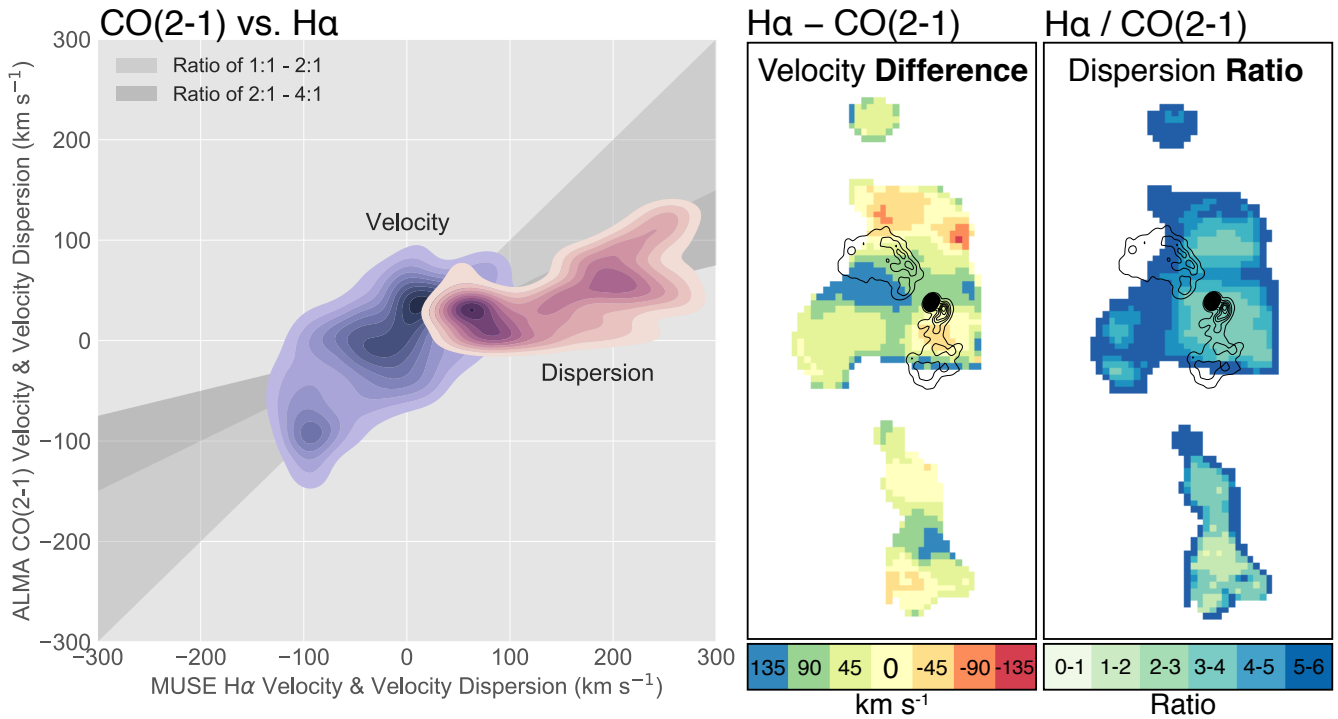 CO(2-1) vs. Hα
Hα – CO(2-1)
Hα / CO(2-1)
Ratio of 1:1 - 2:1
Ratio of 2:1 - 4:1
Velocity
Dispersion
ALMA CO(2-1) Velocity & Velocity Dispersion (km s⁻¹)
300
200
100
0
−100
−200
−300
−300 −200 −100 0 100 200 300
MUSE Hα Velocity & Velocity Dispersion (km s⁻¹)
Velocity Difference
135 90 45 0 -45 -90 -135
km s⁻¹
Dispersion Ratio
0-1 1-2 2-3 3-4 4-5 5-6
Ratio